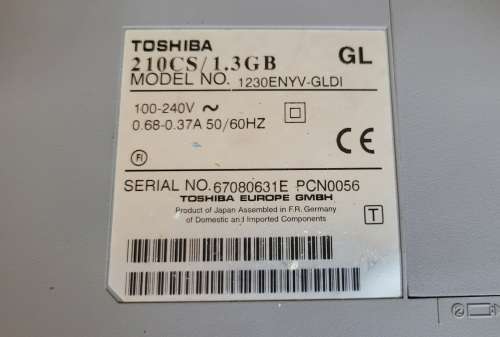 TOSHIBA
GL
210CS/1.3GB
MODEL NO. 1230ENYV-GLDI
100-240V ~
0.68-0.37A 50/60HZ
CE
FI
SERIAL NO. 67080631E PCN0056
TOSHIBA EUROPE GMBH
Product of Japan Assembled in F.R. Germany
of Domestic and Imported Components
T